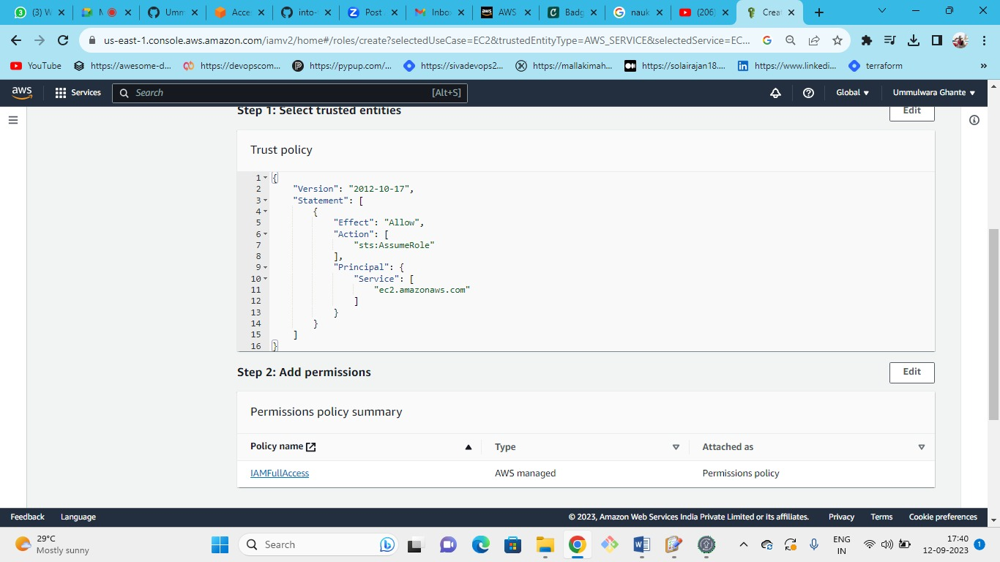 (3) W
M
Umm
Acce
into-
Post
Inbo
AWS
Badg
nauk
(206)
Crea
us-east-1.console.aws.amazon.com/iamv2/home#/roles/create?selectedUseCase=EC2&trustedEntityType=AWS_SERVICE&selectedService=EC...
YouTube
https://awesome-d...
https://devopscom...
https://pypup.com/...
https://sivadevops2...
https://mallakimah...
https://solairajan18....
https://www.linkedi...
terraform
»
aws
Services
Search
[Alt+S]
Global
Ummulwara Ghante
Step 1: Select trusted entities
Edit
Trust policy
1 {
2 "Version": "2012-10-17",
3 "Statement": [
4 {
5 "Effect": "Allow",
6 "Action": [
7 "sts:AssumeRole"
8 ],
9 "Principal": {
10 "Service": [
11 "ec2.amazonaws.com"
12 ]
13 }
14 }
15 ]
16 }
Step 2: Add permissions
Edit
Permissions policy summary
Policy name
Type
Attached as
IAMFullAccess
AWS managed
Permissions policy
Feedback
Language
© 2023, Amazon Web Services India Private Limited or its affiliates.
Privacy
Terms
Cookie preferences
29°C
Mostly sunny
Search
ENG
IN
17:40
12-09-2023
1